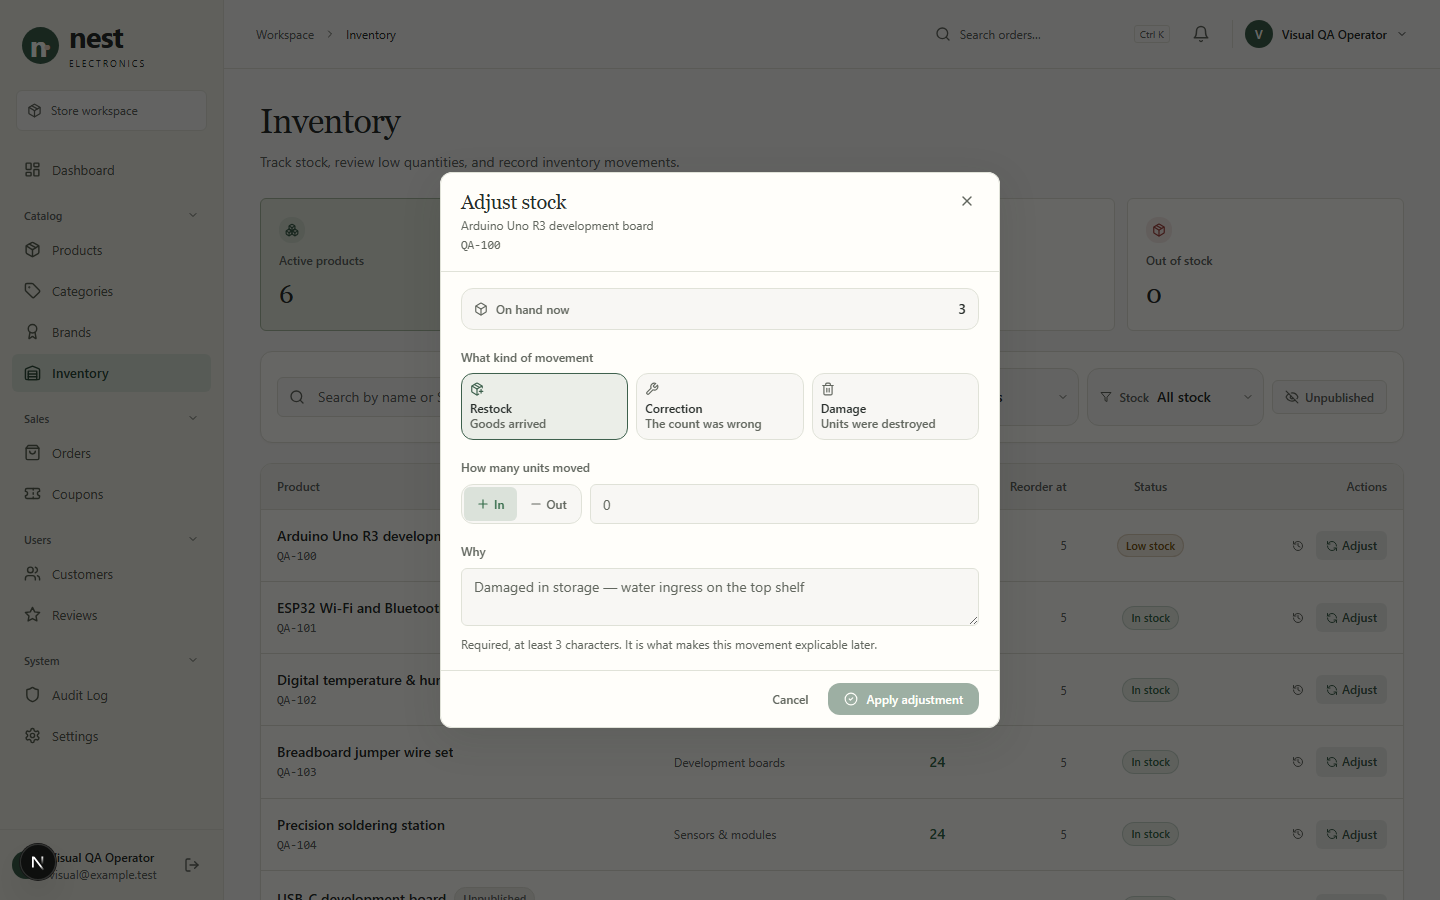 nest
ELECTRONICS
Store workspace
Dashboard
Catalog
Products
Categories
Brands
Inventory
Sales
Orders
Coupons
Users
Customers
Reviews
System
Audit Log
Settings
Visual QA Operator
visual@example.test
Workspace
Inventory
Search orders...
Ctrl K
V
Visual QA Operator
Inventory
Track stock, review low quantities, and record inventory movements.
Active products
6
Out of stock
0
Search by name or S
Stock All stock
Unpublished
Product
Reorder at
Status
Actions
Arduino Uno R3 develop
QA-100
5
Low stock
Adjust
ESP32 Wi-Fi and Bluetoot
QA-101
5
In stock
Adjust
Digital temperature & hu
QA-102
5
In stock
Adjust
Breadboard jumper wire set
QA-103
Development boards
24
5
In stock
Adjust
Precision soldering station
QA-104
Sensors & modules
24
5
In stock
Adjust
USB-C development board
Unpublished
Adjust stock
Arduino Uno R3 development board
QA-100
On hand now
3
What kind of movement
Restock
Goods arrived
Correction
The count was wrong
Damage
Units were destroyed
How many units moved
+ In
− Out
0
Why
Damaged in storage — water ingress on the top shelf
Required, at least 3 characters. It is what makes this movement explicable later.
Cancel
Apply adjustment